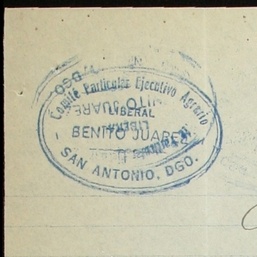 Comité Particular Ejecutivo Agrario
LIBERAL
BENITO JUAREZ
SAN ANTONIO, DGO.